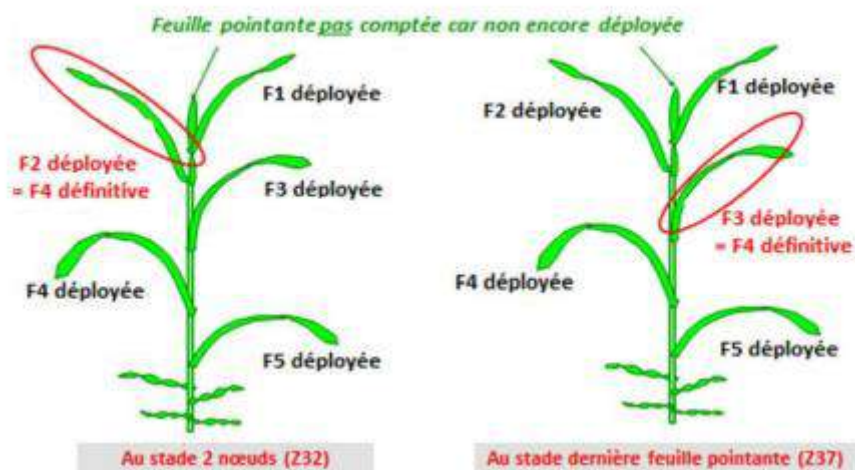 Feuille pointante pas comptée car non encore déployée
F1 déployée
F2 déployée
= F4 définitive
F3 déployée
F4 déployée
F5 déployée
Au stade 2 nœuds (Z32)
F1 déployée
F2 déployée
F3 déployée
= F4 définitive
F4 déployée
F5 déployée
Au stade dernière feuille pointante (Z37)